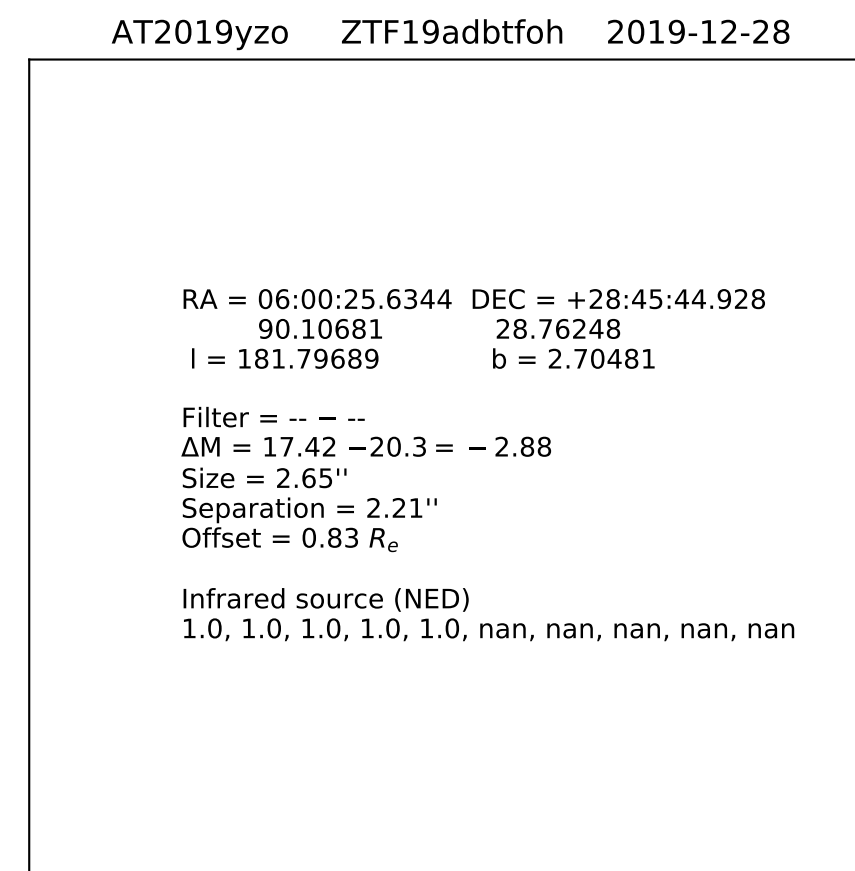 AT2019yzo ZTF19adbtfoh 2019-12-28
RA = 06:00:25.6344 DEC = +28:45:44.928
90.10681 28.76248
l = 181.79689 b = 2.70481
Filter = -- − --
ΔM = 17.42 −20.3 = −2.88
Size = 2.65''
Separation = 2.21''
Offset = 0.83 Re
Infrared source (NED)
1.0, 1.0, 1.0, 1.0, 1.0, nan, nan, nan, nan, nan